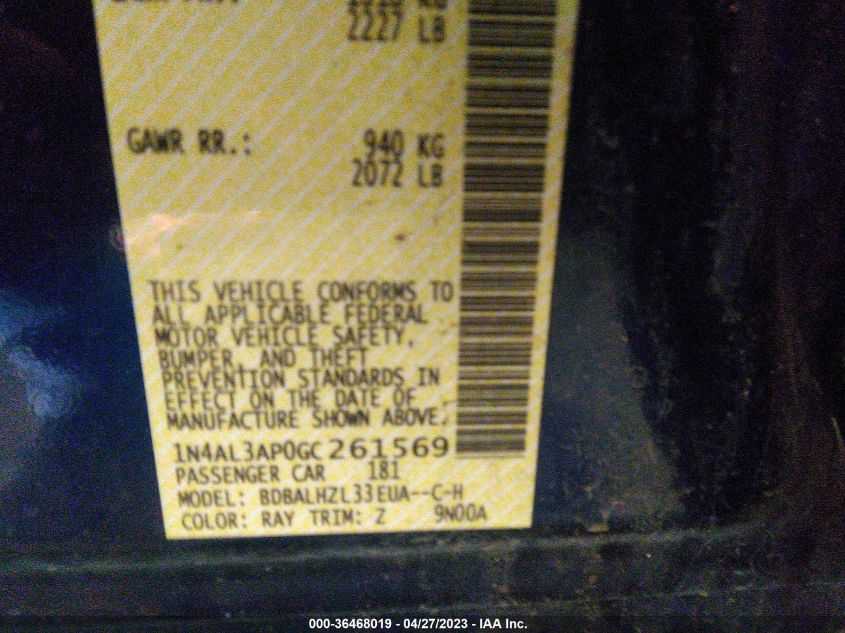 2227 LB
GAWR RR.: 940 KG
2072 LB
THIS VEHICLE CONFORMS TO
ALL APPLICABLE FEDERAL
MOTOR VEHICLE SAFETY,
BUMPER, AND THEFT
PREVENTION STANDARDS IN
EFFECT ON THE DATE OF
MANUFACTURE SHOWN ABOVE.
1N4AL3AP0GC261569
PASSENGER CAR 181
MODEL: BDBALHZL33EUA--C-H
COLOR: RAY TRIM: Z 9N00A
000-36468019 - 04/27/2023 - IAA Inc.